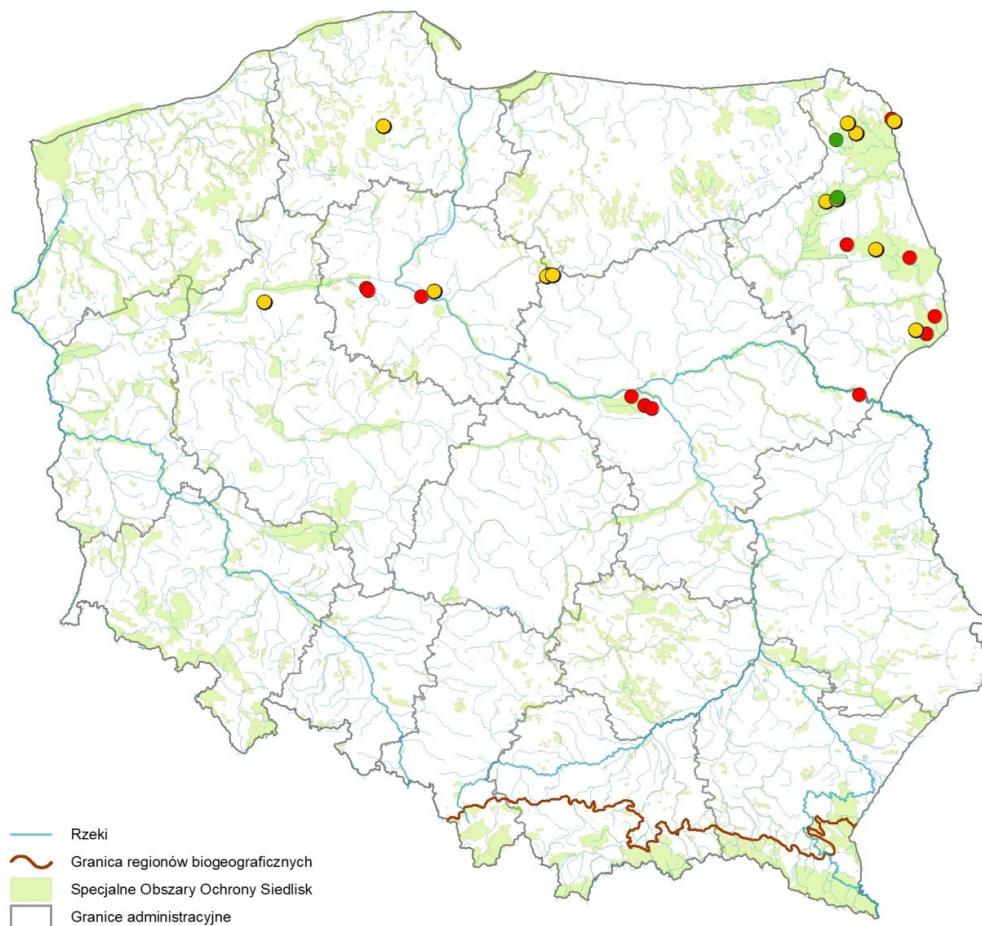 Rzeki
Granica regionów biogeograficznych
Specjalne Obszary Ochrony Siedlisk
Granice administracyjne